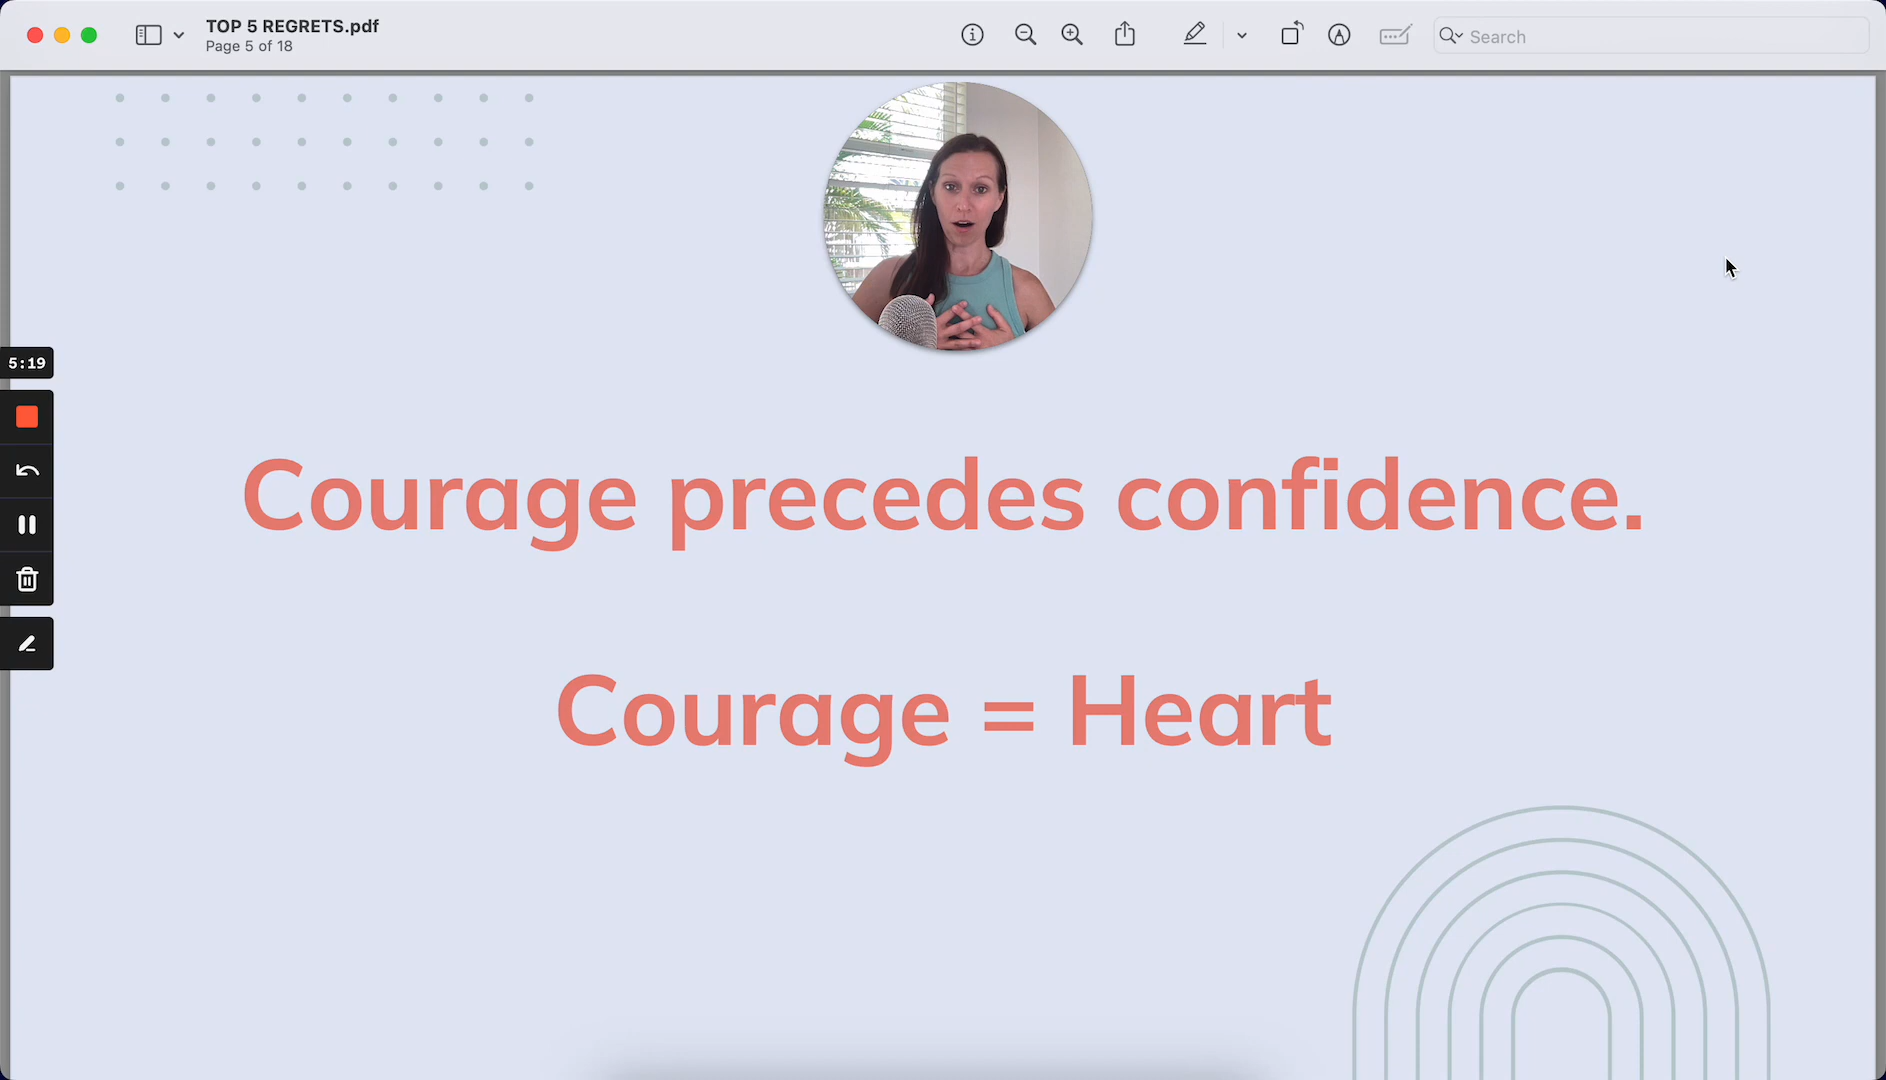 TOP 5 REGRETS.pdf
Page 5 of 18
Search
5:19
Courage precedes confidence.
Courage = Heart